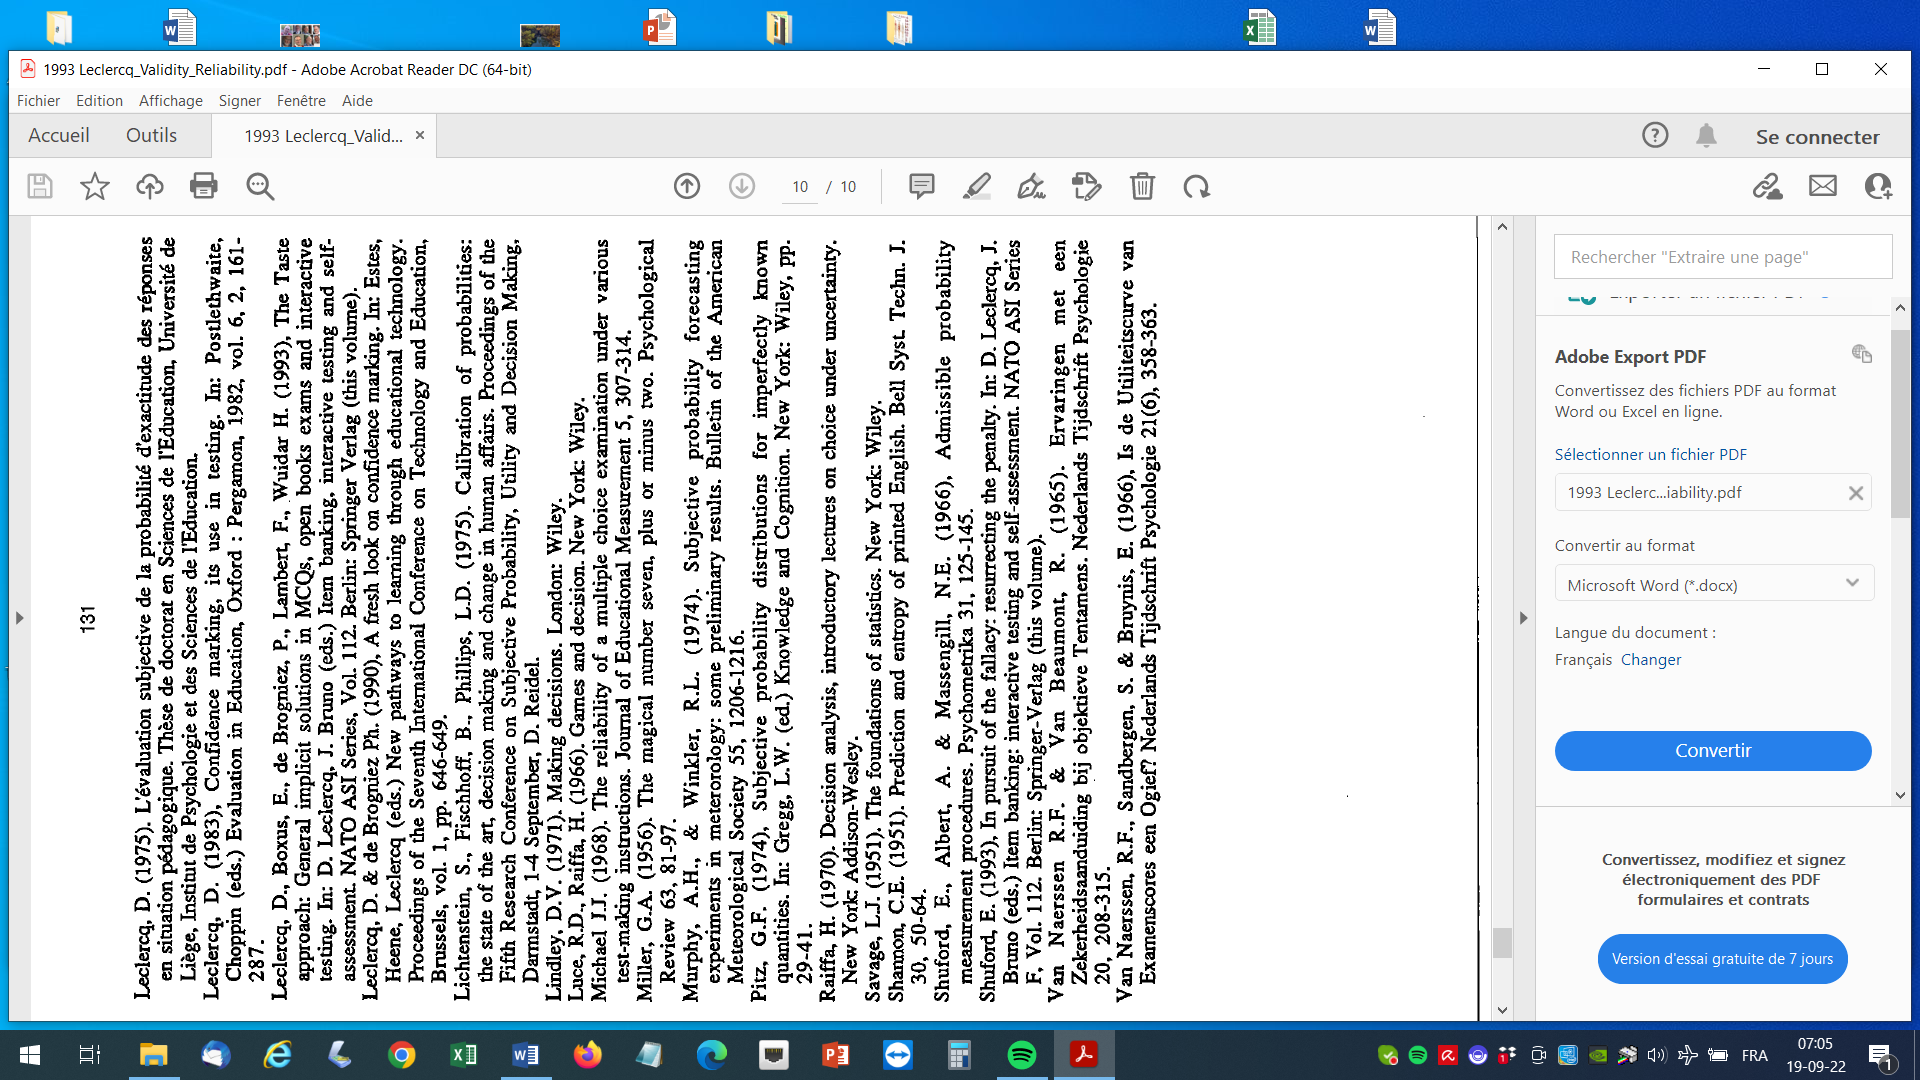 1993 Leclercq_Validity_Reliability.pdf - Adobe Acrobat Reader DC (64-bit)
Fichier Edition Affichage Signer Fenêtre Aide
Accueil Outils 1993 Leclercq_Valid... × Se connecter
10 / 10
131
Leclercq, D. (1975). L'évaluation subjective de la probabilité d'exactitude des réponses
en situation pédagogique. Thèse de doctorat en Sciences de l'Education, Université de
Liège, Institut de Psychologie et des Sciences de l'Education.
Leclercq, D. (1983), Confidence marking, its use in testing. In: Postlethwaite,
Choppin (eds.) Evaluation in Education, Oxford : Pergamon, 1982, vol. 6, 2, 161-
287.
Leclercq, D., Boxus, E., de Brogniez, P., Lambert, F., Wuidar H. (1993), The Taste
approach: General implicit solutions in MCQs, open books exams and interactive
testing. In: D. Leclercq, J. Bruno (eds.) Item banking, interactive testing and self-
assessment. NATO ASI Series, Vol. 112. Berlin: Springer Verlag (this volume).
Leclercq, D. & de Brogniez Ph. (1990), A fresh look on confidence marking. In: Estes,
Heene, Leclercq (eds.) New pathways to learning through educational technology.
Proceedings of the Seventh International Conference on Technology and Education,
Brussels, vol. 1, pp. 646-649.
Lichtenstein, S., Fischhoff, B., Phillips, L.D. (1975). Calibration of probabilities:
the state of the art, decision making and change in human affairs. Proceedings of the
Fifth Research Conference on Subjective Probability, Utility and Decision Making,
Darmstadt, 1-4 September, D. Reidel.
Lindley, D.V. (1971). Making decisions. London: Wiley.
Luce, R.D., Raiffa, H. (1966). Games and decision. New York: Wiley.
Michael J.J. (1968). The reliability of a multiple choice examination under various
test-making instructions. Journal of Educational Measurement 5, 307-314.
Miller, G.A. (1956). The magical number seven, plus or minus two. Psychological
Review 63, 81-97.
Murphy, A.H., & Winkler, R.L. (1974). Subjective probability forecasting
experiments in meterorology: some preliminary results. Bulletin of the American
Meteorological Society 55, 1206-1216.
Pitz, G.F. (1974), Subjective probability distributions for imperfectly known
quantities. In: Gregg, L.W. (ed.) Knowledge and Cognition. New York: Wiley, pp.
29-41.
Raiffa, H. (1970). Decision analysis, introductory lectures on choice under uncertainty.
New York: Addison-Wesley.
Savage, L.J. (1951). The foundations of statistics. New York: Wiley.
Shannon, C.E. (1951). Prediction and entropy of printed English. Bell Syst. Techn. J.
30, 50-64.
Shuford, E., Albert, A. & Massengill, N.E. (1966), Admissible probability
measurement procedures. Psychometrika 31, 125-145.
Shuford, E. (1993), In pursuit of the fallacy: resurrecting the penalty. In: D. Leclercq, J.
Bruno (eds.) Item banking: interactive testing and self-assessment. NATO ASI Series
F, Vol. 112. Berlin: Springer-Verlag (this volume).
Van Naerssen R.F. & Van Beaumont, R. (1965). Ervaringen met een
Zekerheidsaanduiding bij objektieve Tentamens. Nederlands Tijdschrift Psychologie
20, 208-315.
Van Naerssen, R.F., Sandbergen, S. & Bruynis, E. (1966), Is de Utiliteitscurve van
Examenscores een Ogief? Nederlands Tijdschrift Psychologie 21(6), 358-363.
Rechercher "Extraire une page"
Adobe Export PDF
Convertissez des fichiers PDF au format
Word ou Excel en ligne.
Sélectionner un fichier PDF
1993 Leclerc...iability.pdf
Convertir au format
Microsoft Word (*.docx)
Langue du document :
Français Changer
Convertir
Convertissez, modifiez et signez
électroniquement des PDF
formulaires et contrats
Version d'essai gratuite de 7 jours
FRA
07:05
19-09-22
1